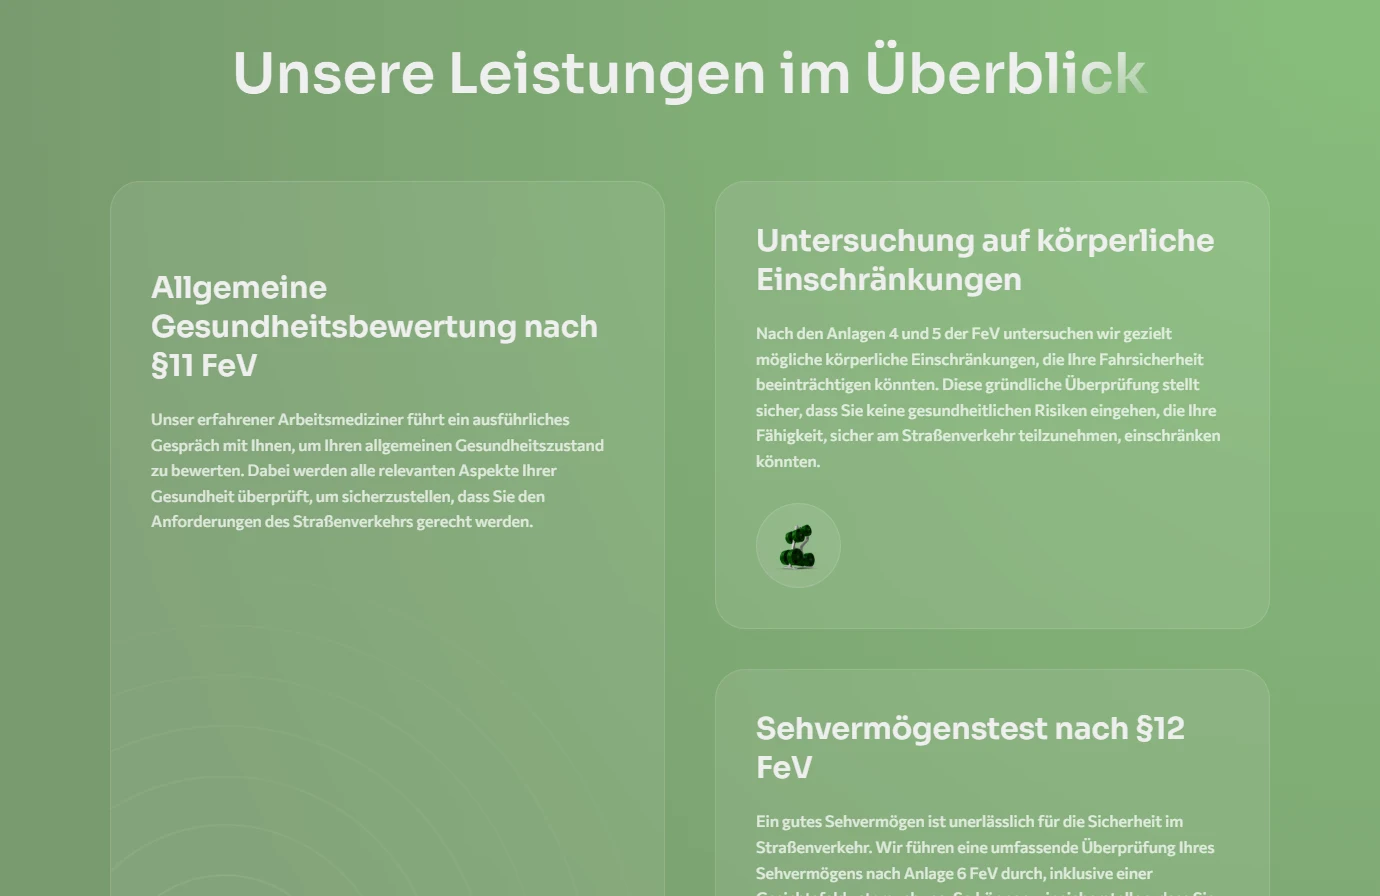 Unsere Leistungen im Überblick
Allgemeine
Gesundheitsbewertung nach
§11 FeV
Unser erfahrener Arbeitsmediziner führt ein ausführliches
Gespräch mit Ihnen, um Ihren allgemeinen Gesundheitszustand
zu bewerten. Dabei werden alle relevanten Aspekte Ihrer
Gesundheit überprüft, um sicherzustellen, dass Sie den
Anforderungen des Straßenverkehrs gerecht werden.
Untersuchung auf körperliche
Einschränkungen
Nach den Anlagen 4 und 5 der FeV untersuchen wir gezielt
mögliche körperliche Einschränkungen, die Ihre Fahrsicherheit
beeinträchtigen könnten. Diese gründliche Überprüfung stellt
sicher, dass Sie keine gesundheitlichen Risiken eingehen, die Ihre
Fähigkeit, sicher am Straßenverkehr teilzunehmen, einschränken
könnten.
Sehvermögenstest nach §12
FeV
Ein gutes Sehvermögen ist unerlässlich für die Sicherheit im
Straßenverkehr. Wir führen eine umfassende Überprüfung Ihres
Sehvermögens nach Anlage 6 FeV durch, inklusive einer